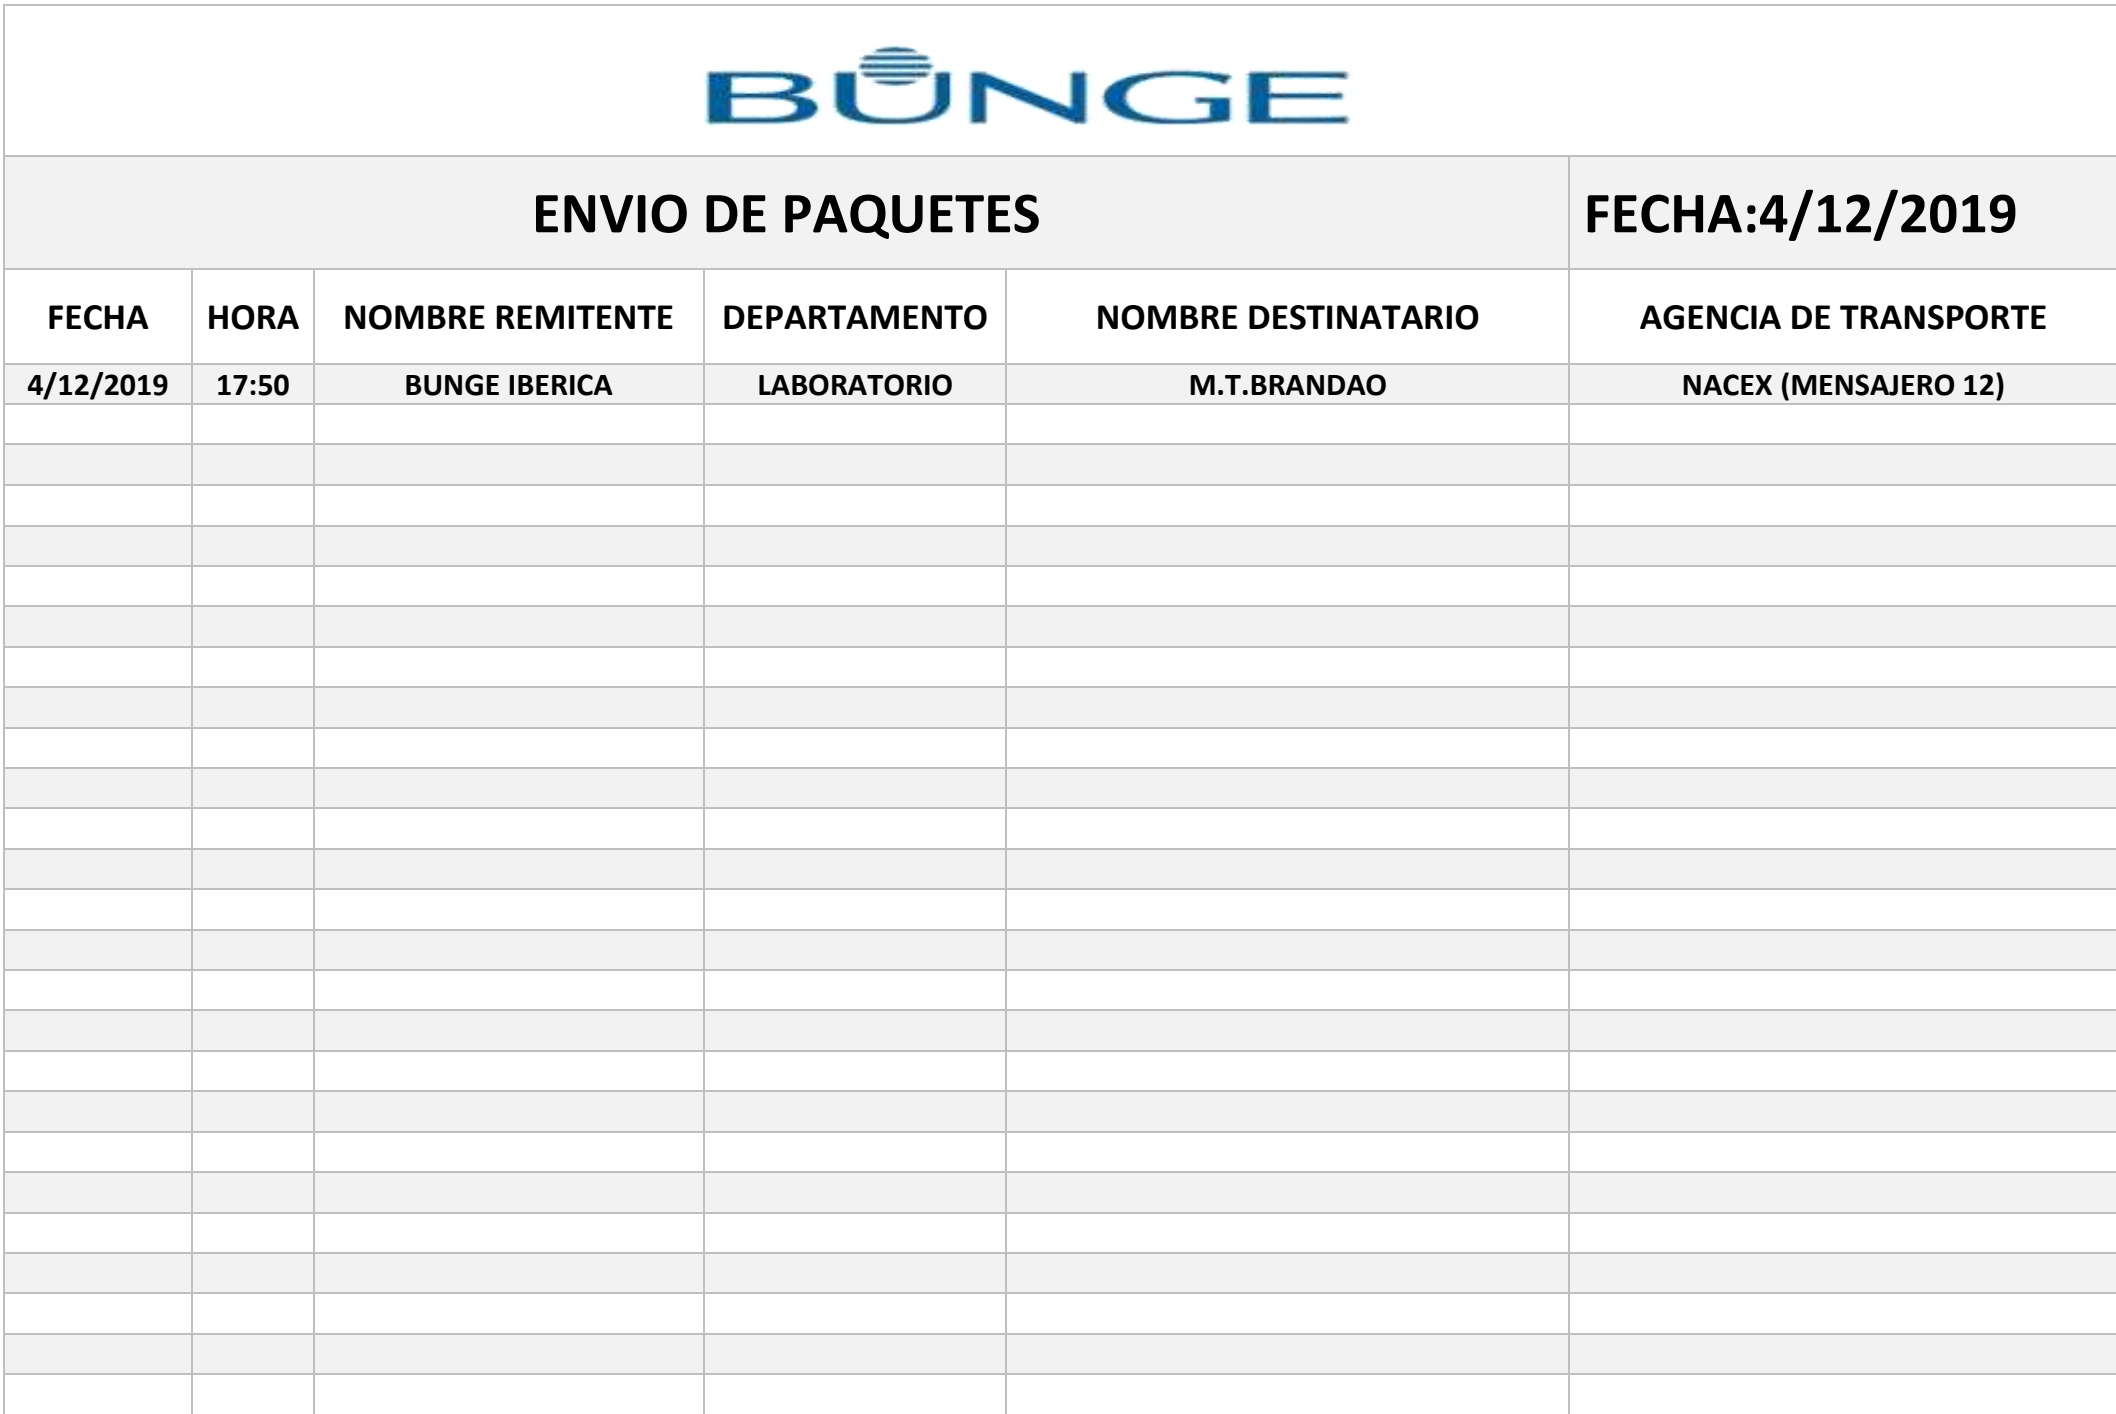 BUNGE
ENVIO DE PAQUETES FECHA:4/12/2019
FECHA HORA NOMBRE REMITENTE DEPARTAMENTO NOMBRE DESTINATARIO AGENCIA DE TRANSPORTE
4/12/2019 17:50 BUNGE IBERICA LABORATORIO M.T.BRANDAO NACEX (MENSAJERO 12)